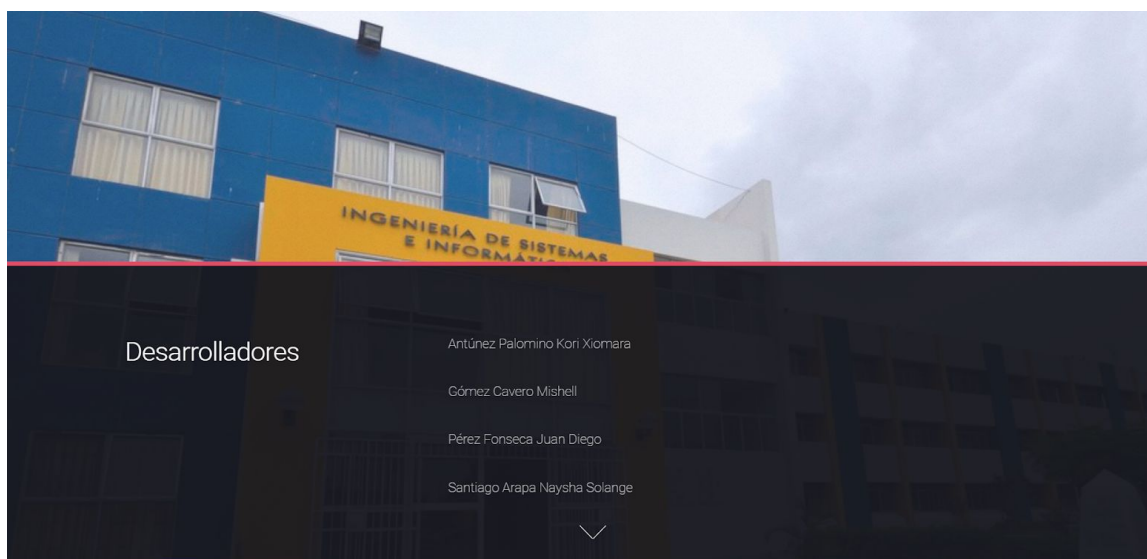 INGENIERÍA DE SISTEMAS
E INFORMÁTICA
Desarrolladores
Antúnez Palomino Kori Xiomara
Gómez Cavero Mishell
Pérez Fonseca Juan Diego
Santiago Arapa Naysha Solange